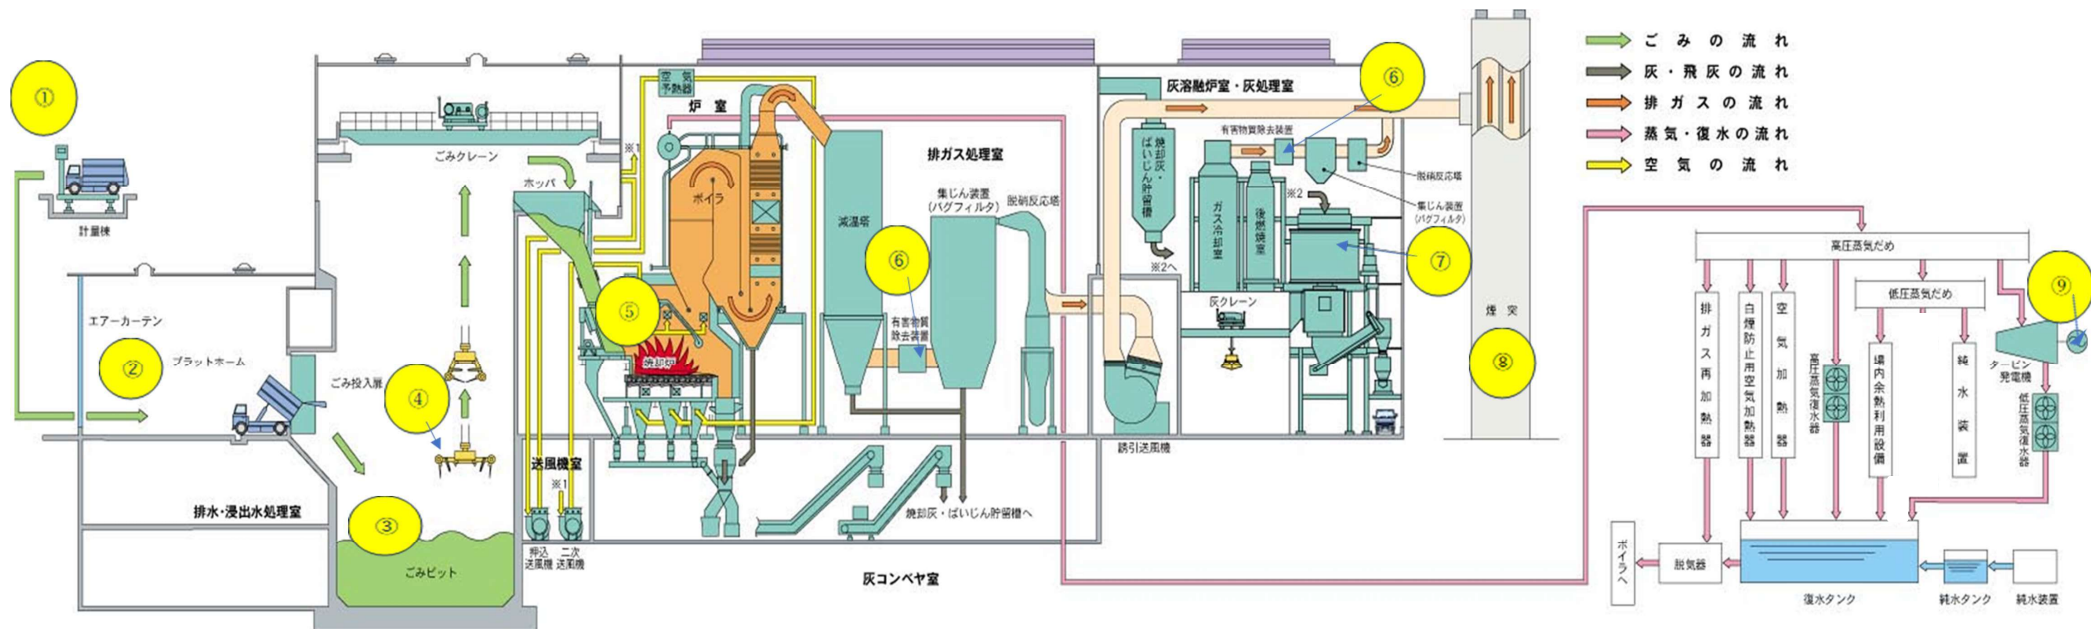 ①
計量棟
エアーカーテン
②
プラットホーム
ごみ投入扉
排水・浸出水処理室
ごみクレーン
④
③
ごみピット
※1
ホッパ
空気
予熱器
炉室
ボイラ
⑤
焼却炉
送風機室
※1
押込
送風機
二次
送風機
排ガス処理室
減温塔
⑥
有害物質
除去装置
集じん装置
(バグフィルタ)
脱硝反応塔
焼却灰・ばいじん貯留槽へ
灰コンベヤ室
灰溶融炉室・灰処理室
焼却灰・
ばいじん貯留槽
※2へ
有害物質除去装置
⑥
脱硝反応塔
集じん装置
(バグフィルタ)
※2
ガス冷却室
後燃焼室
⑦
灰クレーン
誘引送風機
煙突
⑧
ごみの流れ
灰・飛灰の流れ
排ガスの流れ
蒸気・復水の流れ
空気の流れ
高圧蒸気だめ
低圧蒸気だめ
⑨
タービン
発電機
排ガス再加熱器
白煙防止用空気加熱器
空気加熱器
高圧蒸気復水器
場内余熱利用設備
純水装置
低圧蒸気復水器
ボイラへ
脱気器
復水タンク
純水タンク
純水装置